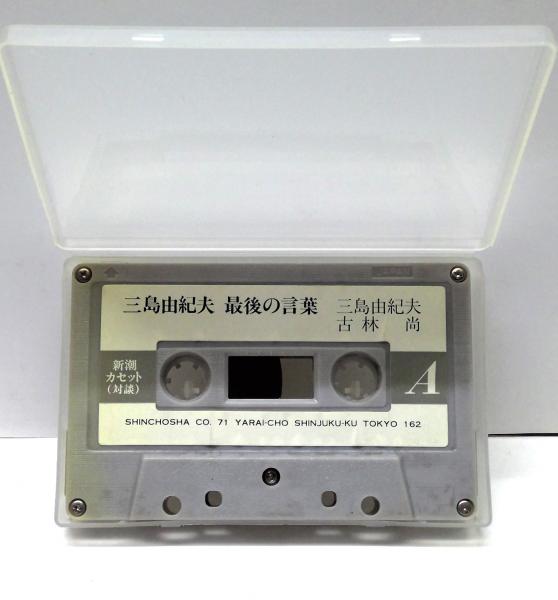 三島由紀夫 最後の言葉
三島由紀夫
古林 尚
新潮
カセット
(対談)
A
SHINCHOSHA CO. 71 YARAI-CHO SHINJUKU-KU TOKYO 162